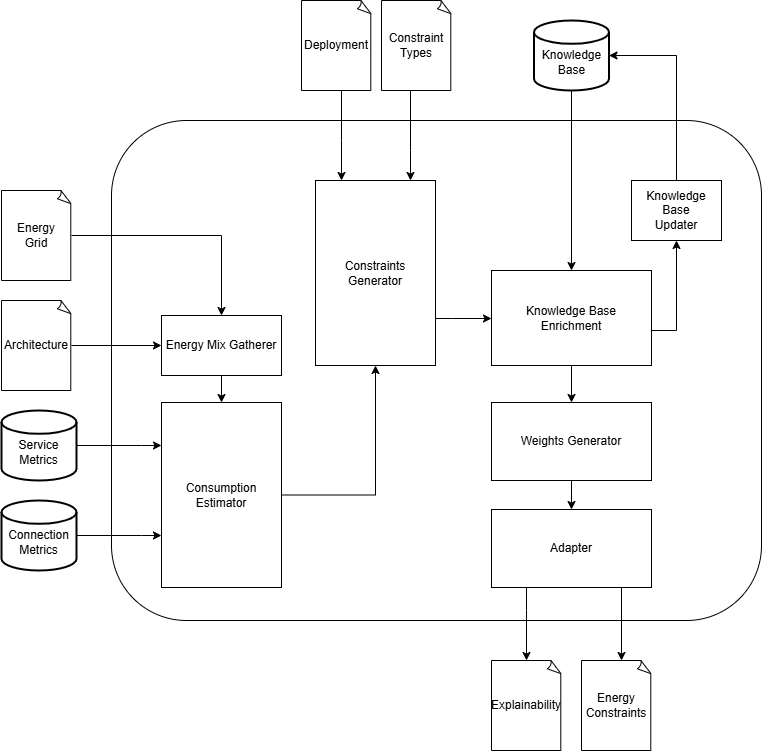 Deployment
Constraint
Types
Knowledge
Base
Knowledge
Base
Updater
Energy
Grid
Constraints
Generator
Knowledge Base
Enrichment
Architecture
Energy Mix Gatherer
Service
Metrics
Weights Generator
Consumption
Estimator
Connection
Metrics
Adapter
Explainability
Energy
Constraints